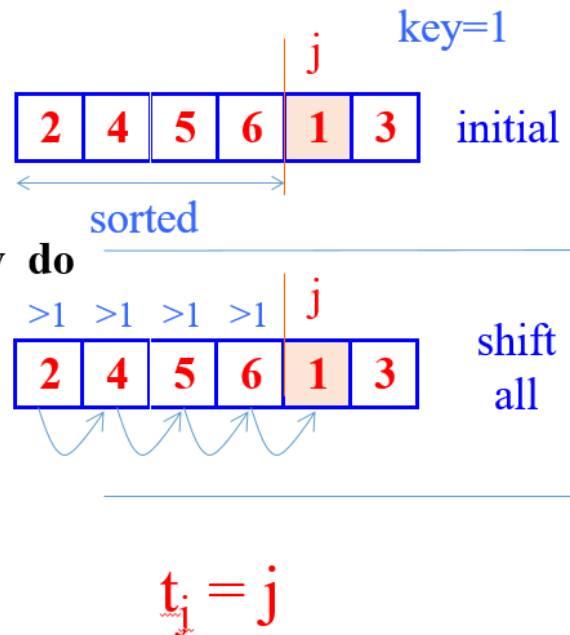 key=1
j
2 4 5 6 1 3 initial
sorted
do
>1 >1 >1 >1 j
2 4 5 6 1 3 shift
all
tj = j